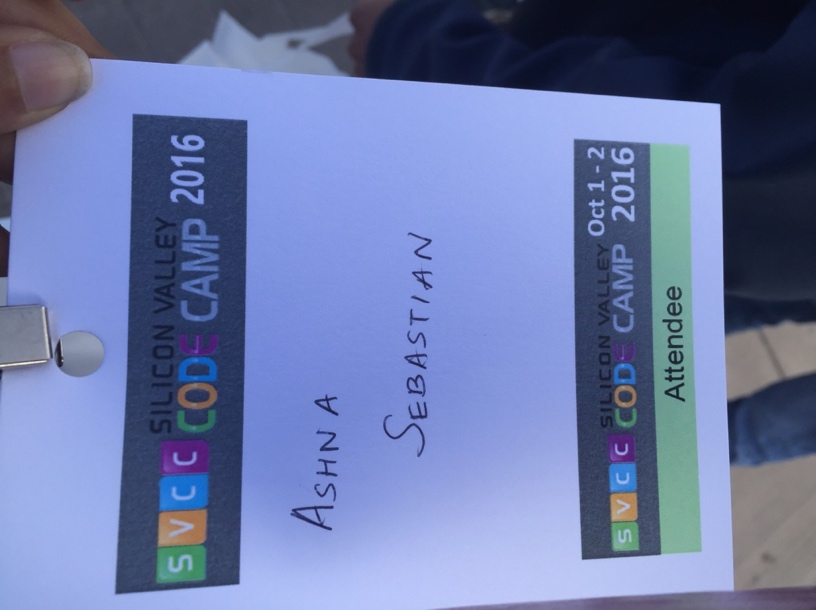 SVCC SILICON VALLEY
CODE CAMP 2016
ASHNA
SEBASTIAN
SVCC SILICON VALLEY Oct 1 - 2
CODE CAMP 2016
Attendee